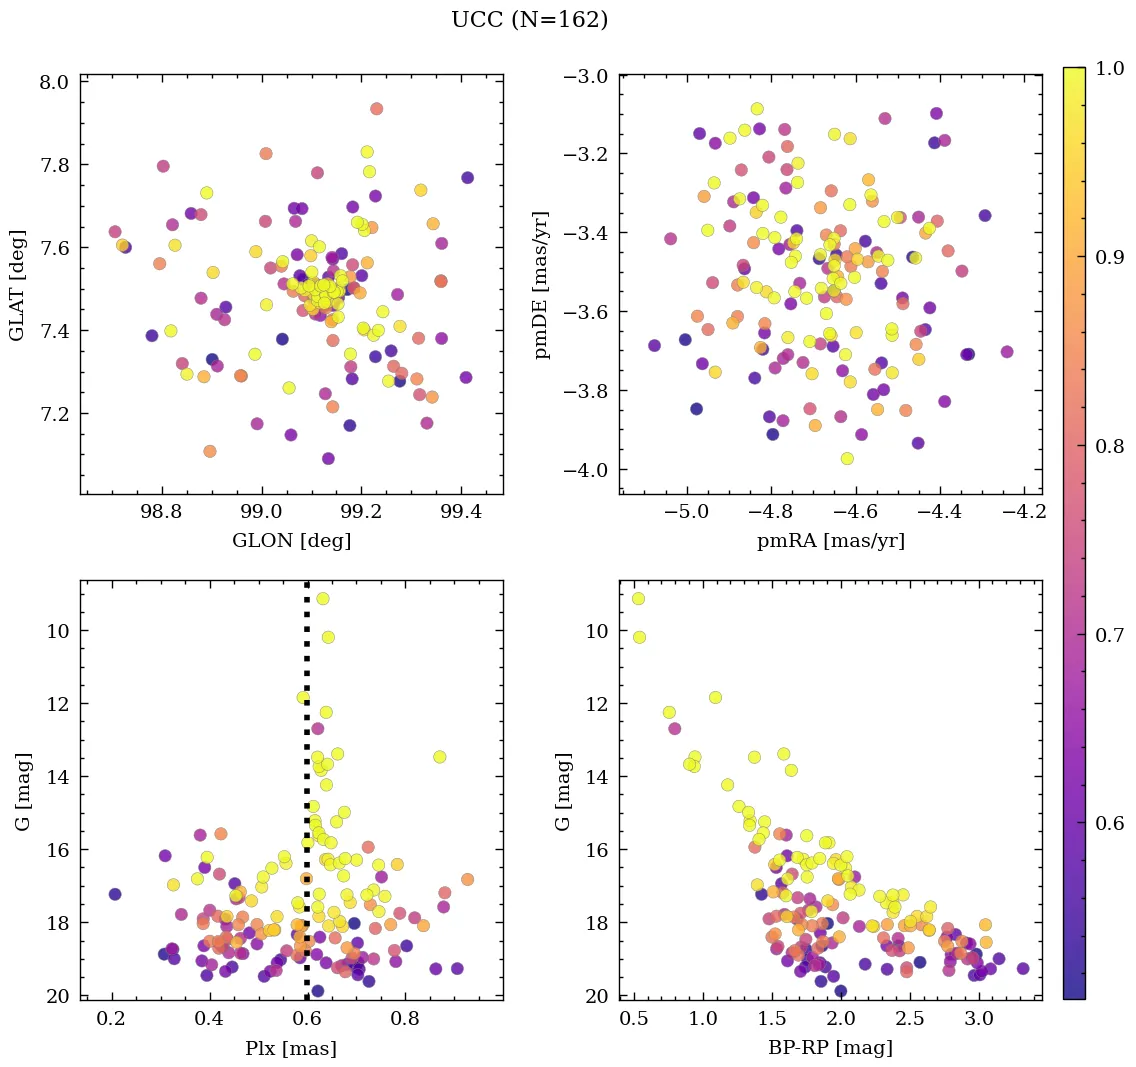 UCC (N=162)
8.0
7.8
7.6
7.4
7.2
GLAT [deg]
98.8 99.0 99.2 99.4
GLON [deg]
−3.0
−3.2
−3.4
−3.6
−3.8
−4.0
pmDE [mas/yr]
−5.0 −4.8 −4.6 −4.4 −4.2
pmRA [mas/yr]
10
12
14
16
18
20
G [mag]
0.2 0.4 0.6 0.8
Plx [mas]
10
12
14
16
18
20
G [mag]
0.5 1.0 1.5 2.0 2.5 3.0
BP-RP [mag]
1.0
0.9
0.8
0.7
0.6